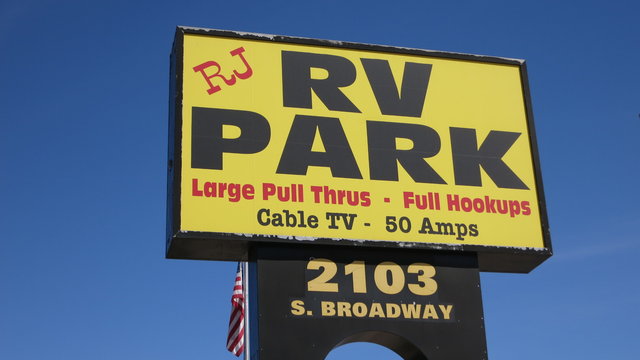 RJ
RV
PARK
Large Pull Thrus - Full Hookups
Cable TV - 50 Amps
2103
S. BROADWAY